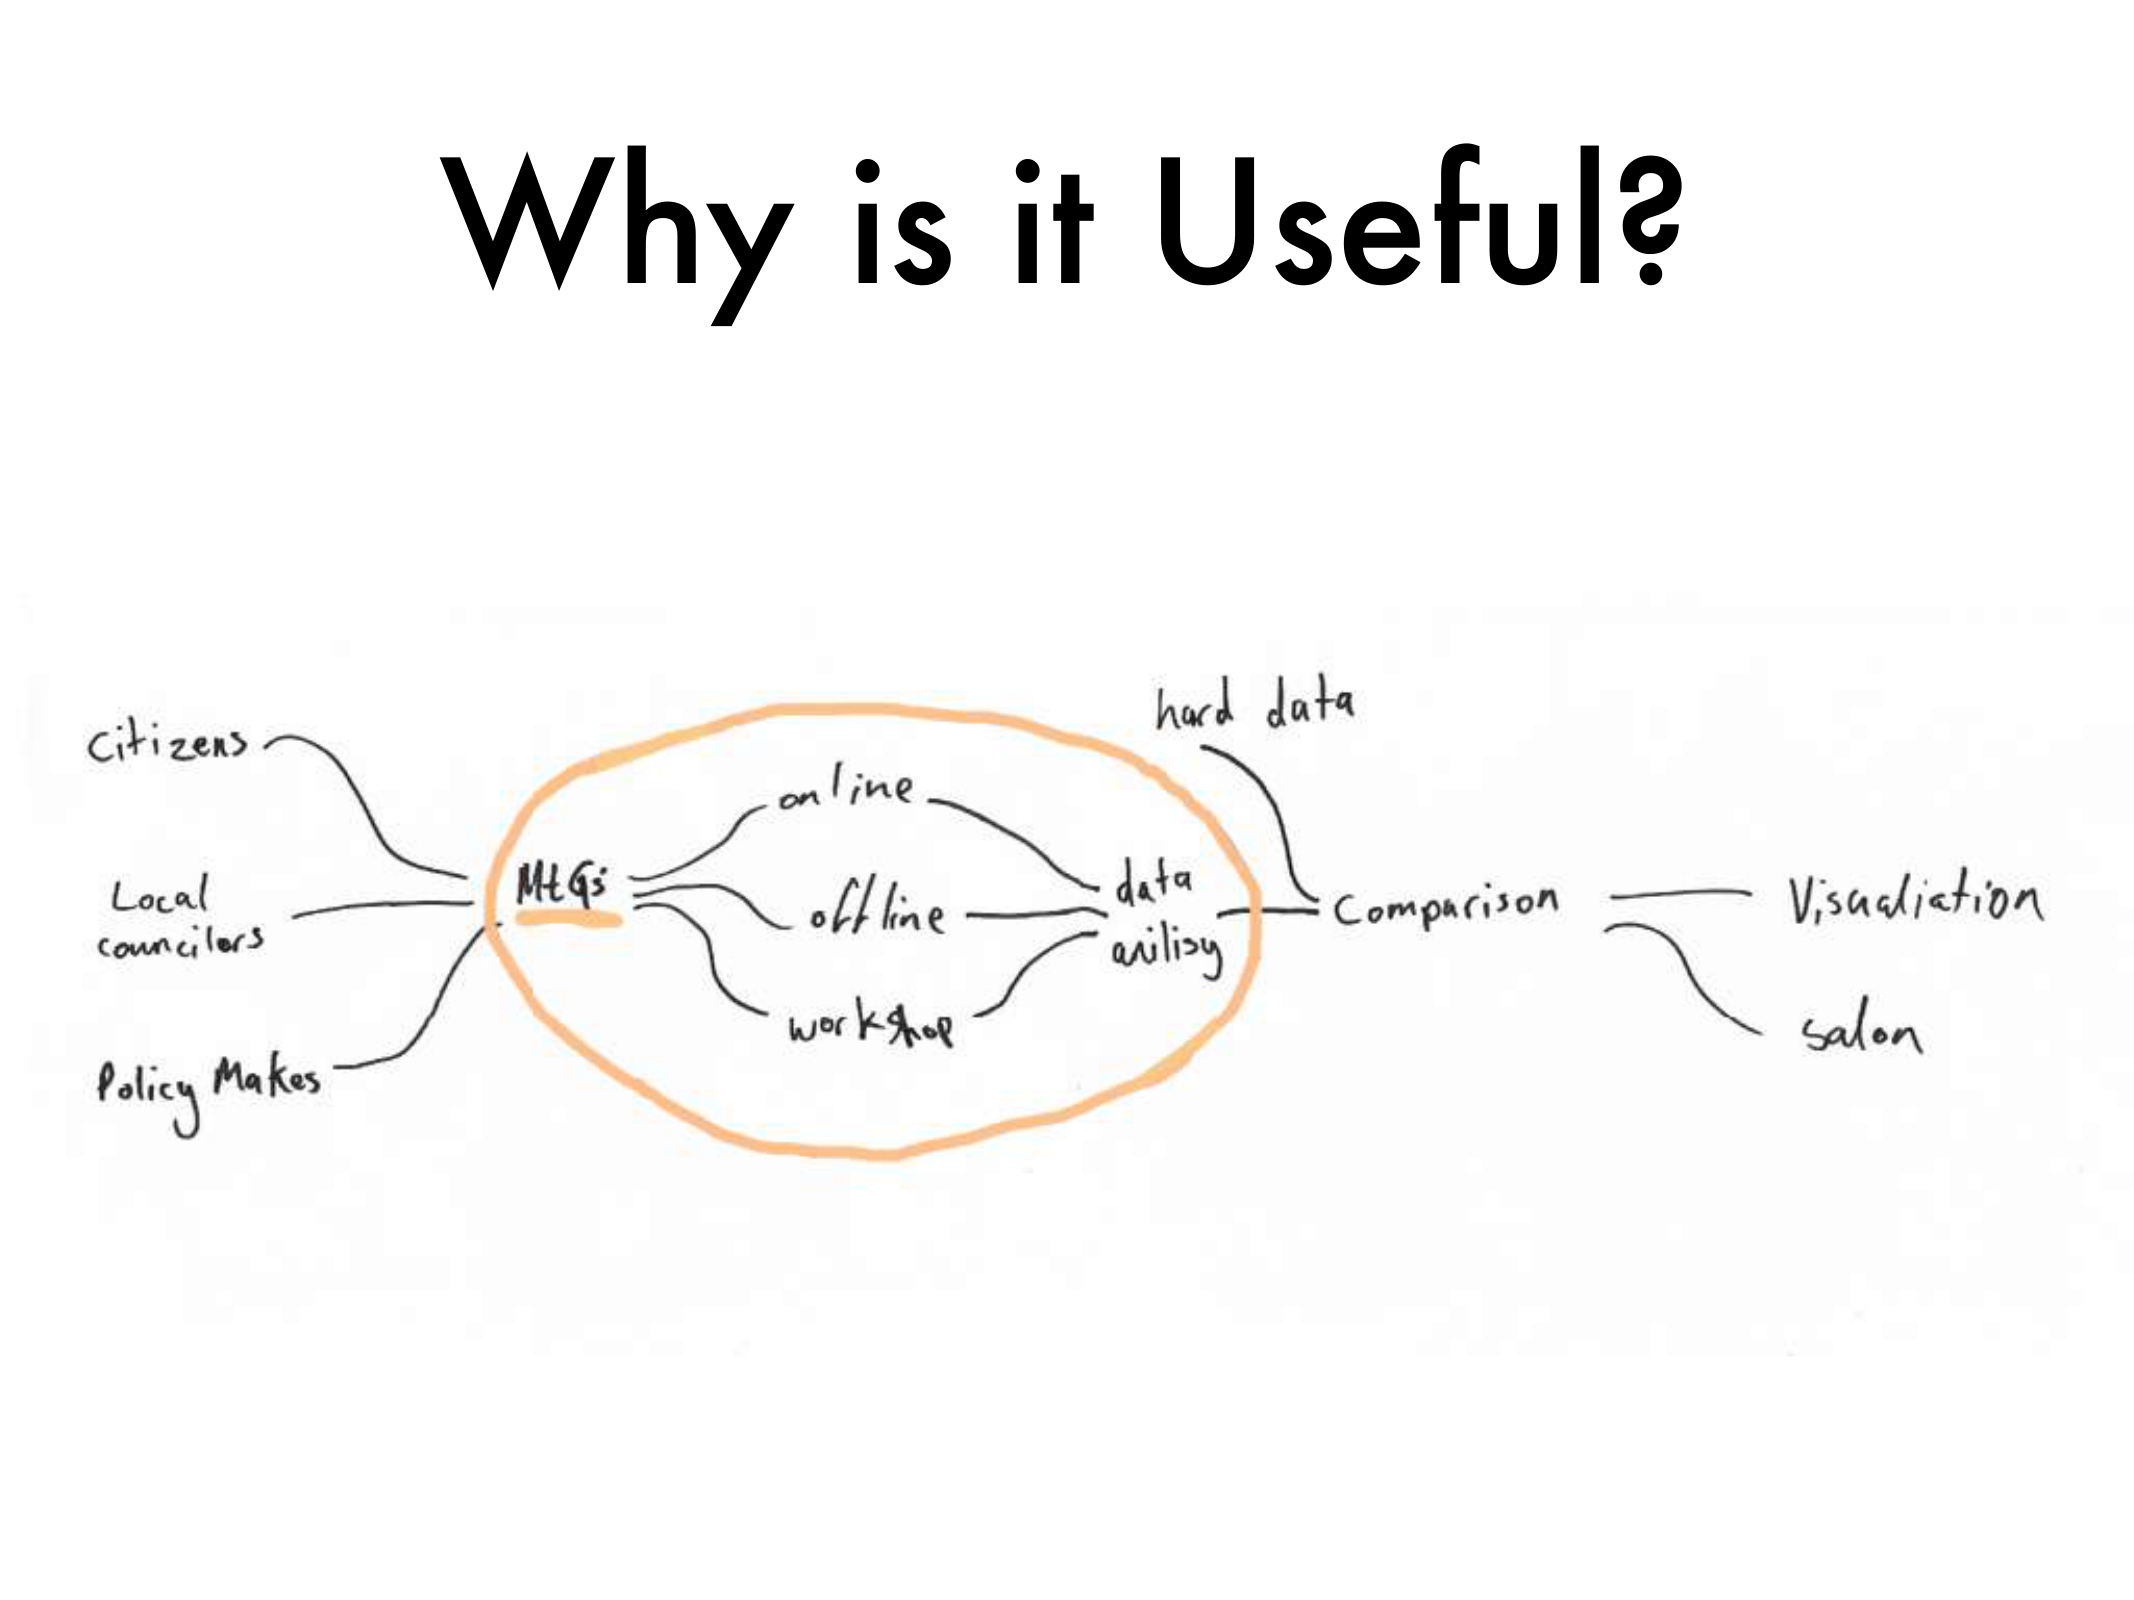 Why is it Useful?
hard data
Citizens
online
Local
councilors
MtGs
offline
data
anilisy
Comparison
Visualiation
workshop
salon
Policy Makes